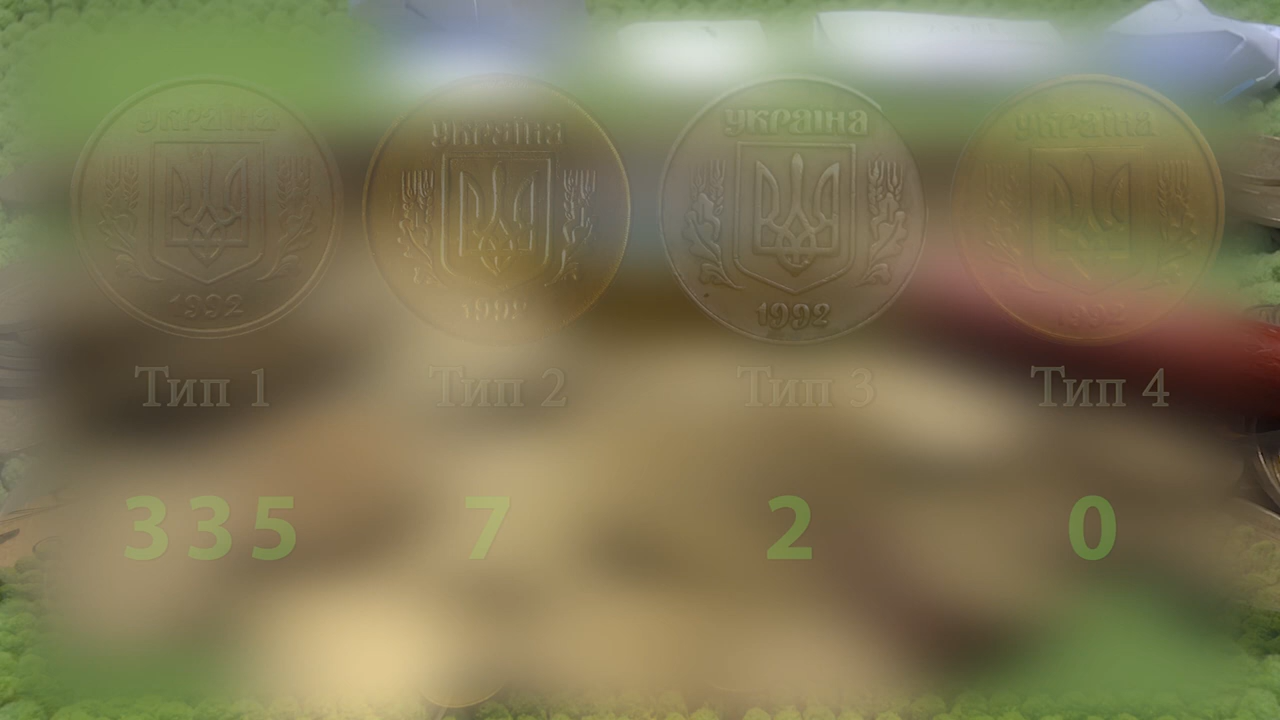 УКРАЇНА УКРАЇНА УКРАЇНА УКРАЇНА
1992 1992 1992 1992
Тип 1 Тип 2 Тип 3 Тип 4
335 7 2 0